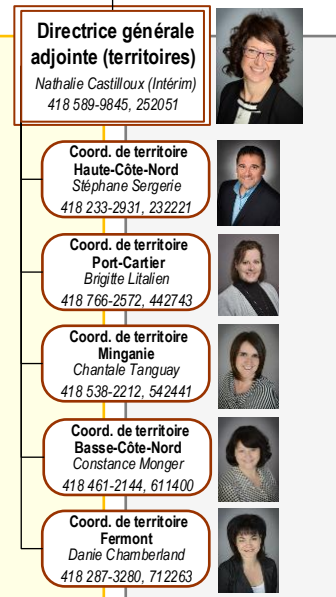 Directrice générale
adjointe (territoires)
Nathalie Castilloux (Intérim)
418 589-9845, 252051
Coord. de territoire
Haute-Côte-Nord
Stéphane Sergerie
418 233-2931, 232221
Coord. de territoire
Port-Cartier
Brigitte Litalien
418 766-2572, 442743
Coord. de territoire
Minganie
Chantale Tanguay
418 538-2212, 542441
Coord. de territoire
Basse-Côte-Nord
Constance Monger
418 461-2144, 611400
Coord. de territoire
Fermont
Danie Chamberland
418 287-3280, 712263